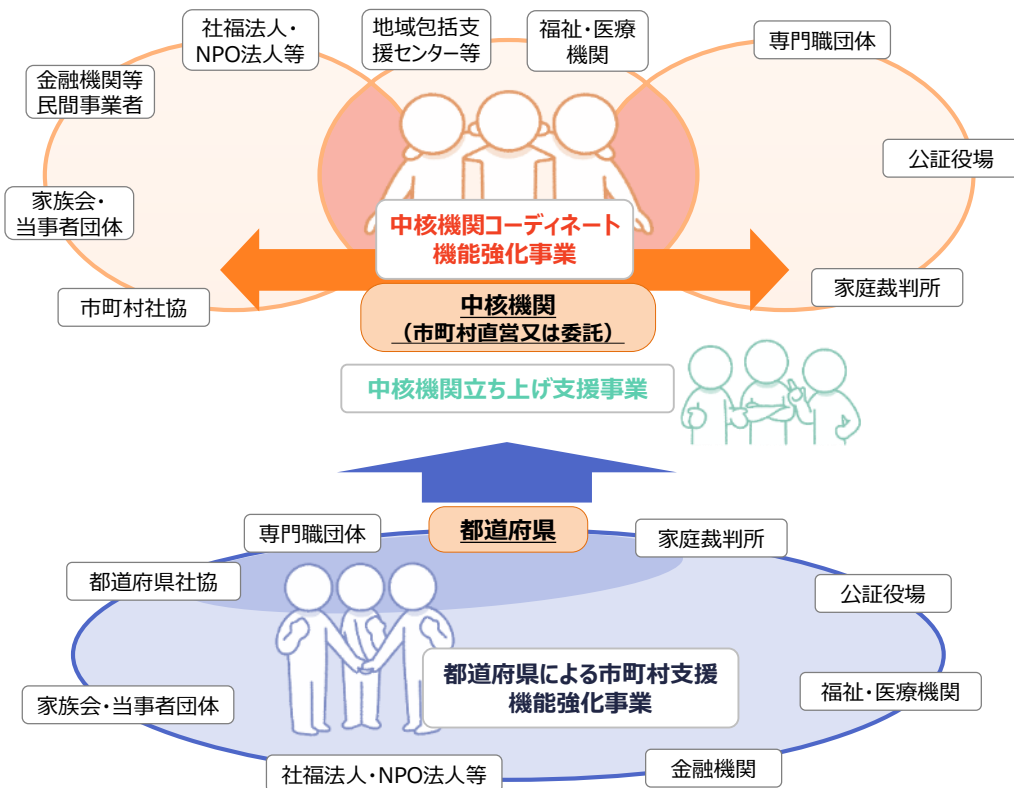 社福法人・
NPO法人等
地域包括支
援センター等
福祉・医療
機関
専門職団体
金融機関等
民間事業者
公証役場
家族会・
当事者団体
中核機関コーディネート
機能強化事業
市町村社協
家庭裁判所
中核機関
（市町村直営又は委託）
中核機関立ち上げ支援事業
都道府県
専門職団体
家庭裁判所
都道府県社協
公証役場
都道府県による市町村支援
機能強化事業
福祉・医療機関
家族会・当事者団体
金融機関
社福法人・NPO法人等